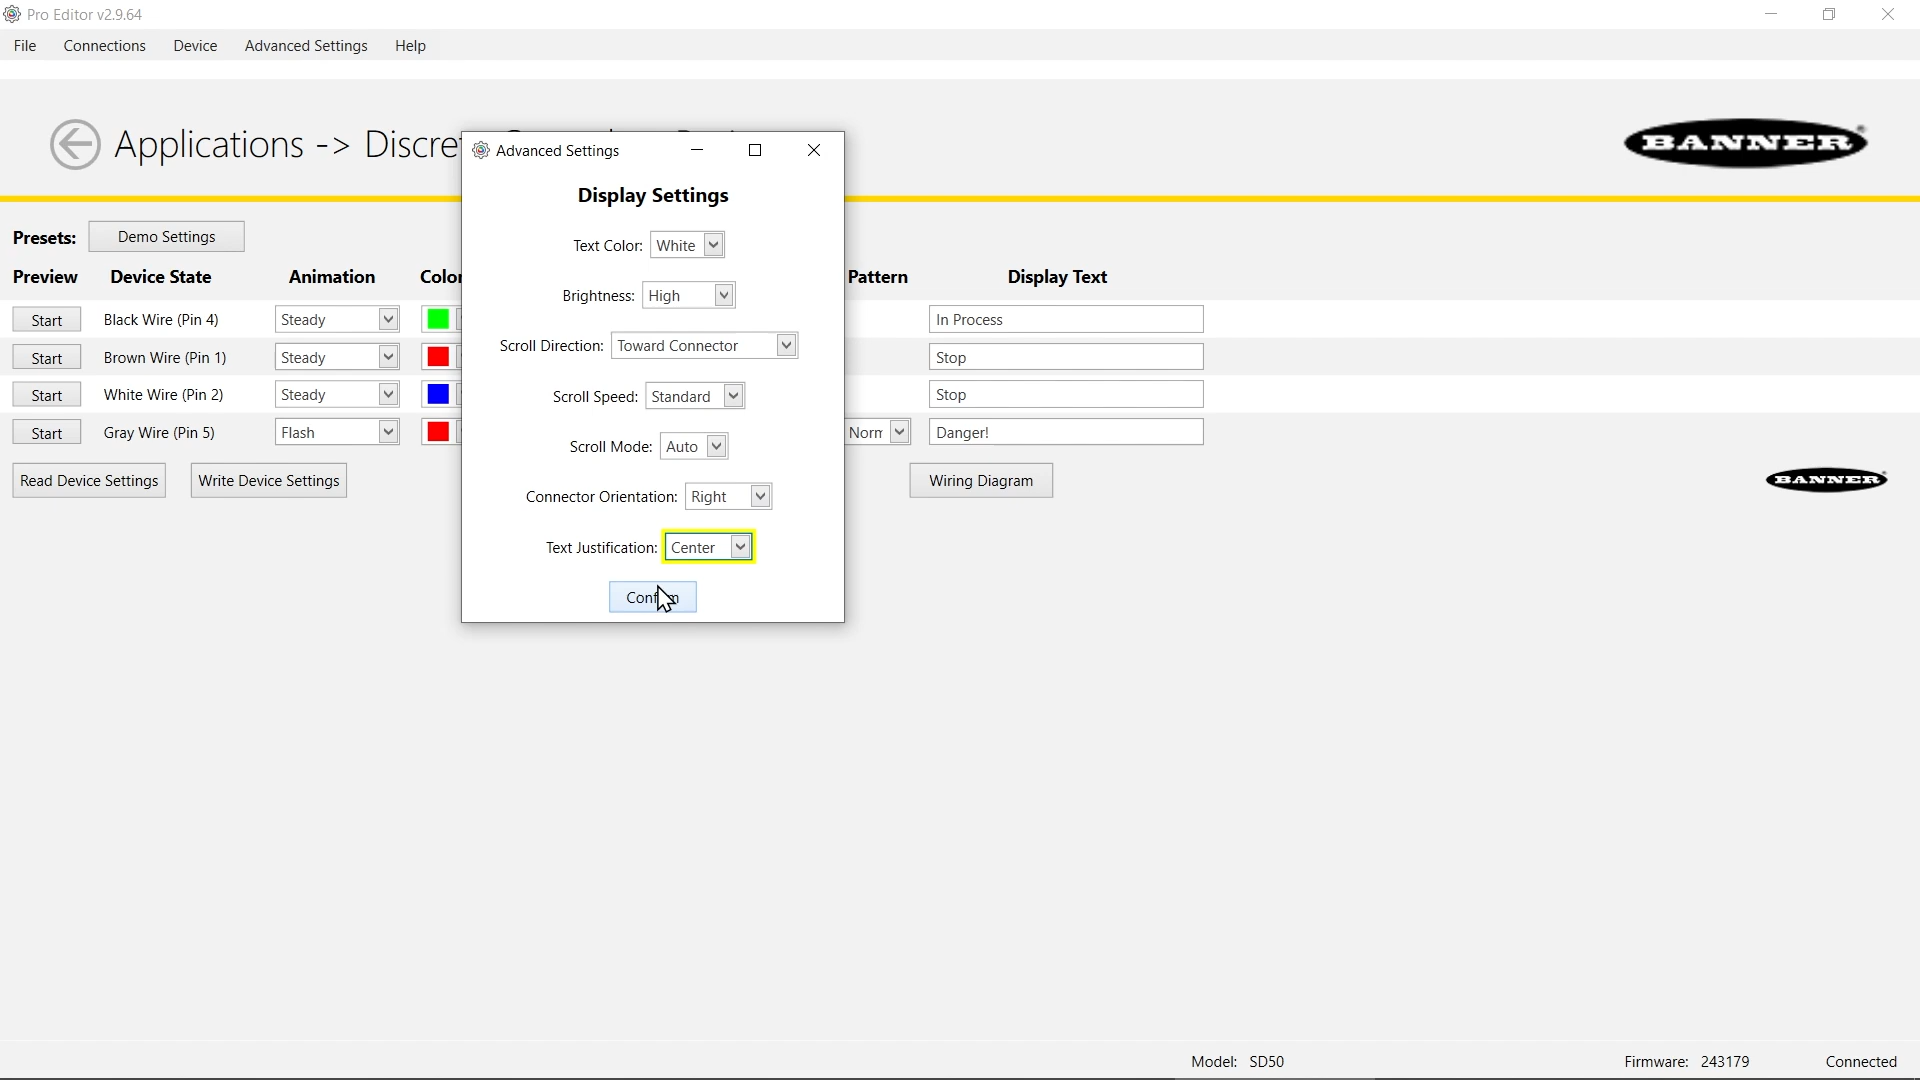 Pro Editor v2.9.64
File Connections Device Advanced Settings Help
Applications -> Discre
BANNER
Advanced Settings
Display Settings
Text Color: White
Brightness: High
Scroll Direction: Toward Connector
Scroll Speed: Standard
Scroll Mode: Auto
Connector Orientation: Right
Text Justification: Center
Confirm
Presets: Demo Settings
Preview Device State Animation Color Pattern Display Text
Start Black Wire (Pin 4) Steady In Process
Start Brown Wire (Pin 1) Steady Stop
Start White Wire (Pin 2) Steady Stop
Start Gray Wire (Pin 5) Flash Norm Danger!
Read Device Settings Write Device Settings Wiring Diagram BANNER
Model: SD50 Firmware: 243179 Connected